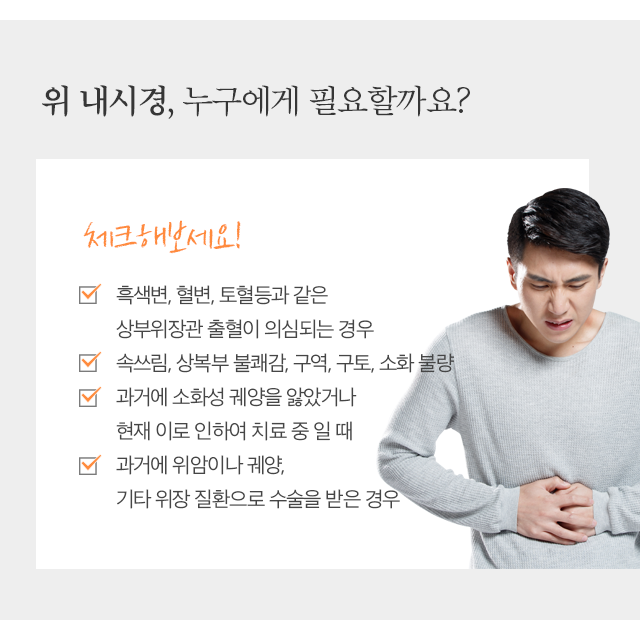 위 내시경, 누구에게 필요할까요?
체크해보세요!
흑색변, 혈변, 토혈등과 같은
상부위장관 출혈이 의심되는 경우
속쓰림, 상복부 불쾌감, 구역, 구토, 소화 불량
과거에 소화성 궤양을 앓았거나
현재 이로 인하여 치료 중 일 때
과거에 위암이나 궤양,
기타 위장 질환으로 수술을 받은 경우